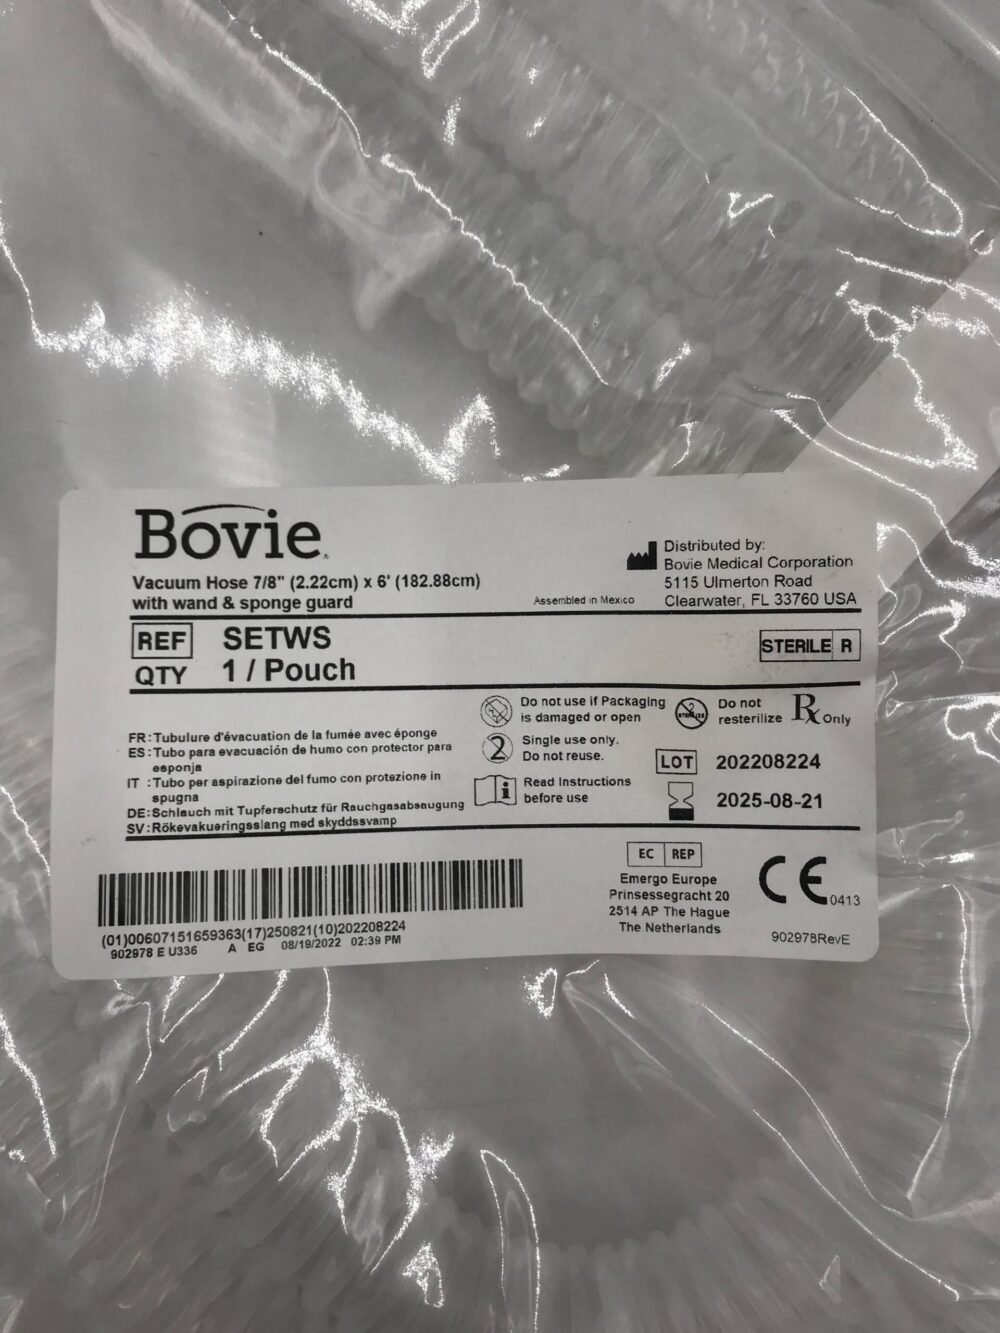 Bovie
Vacuum Hose 7/8" (2.22cm) x 6' (182.88cm)
with wand & sponge guard
Assembled in Mexico
Distributed by:
Bovie Medical Corporation
5115 Ulmerton Road
Clearwater, FL 33760 USA
REF SETWS
QTY 1 / Pouch
STERILE R
Do not use if Packaging
is damaged or open
Do not
resterilize
Rx Only
Single use only.
Do not reuse.
Read Instructions
before use
LOT 202208224
2025-08-21
FR:Tubulure d'évacuation de la fumée avec éponge
ES:Tubo para evacuación de humo con protector para
esponja
IT :Tubo per aspirazione del fumo con protezione in
spugna
DE:Schlauch mit Tupferschutz für Rauchgasabsaugung
SV:Rökevakueringsslang med skyddssvamp
(01)00607151659363(17)250821(10)202208224
902978 E U336 A EG 08/19/2022 02:39 PM
EC REP
Emergo Europe
Prinsessegracht 20
2514 AP The Hague
The Netherlands
CE 0413
902978RevE